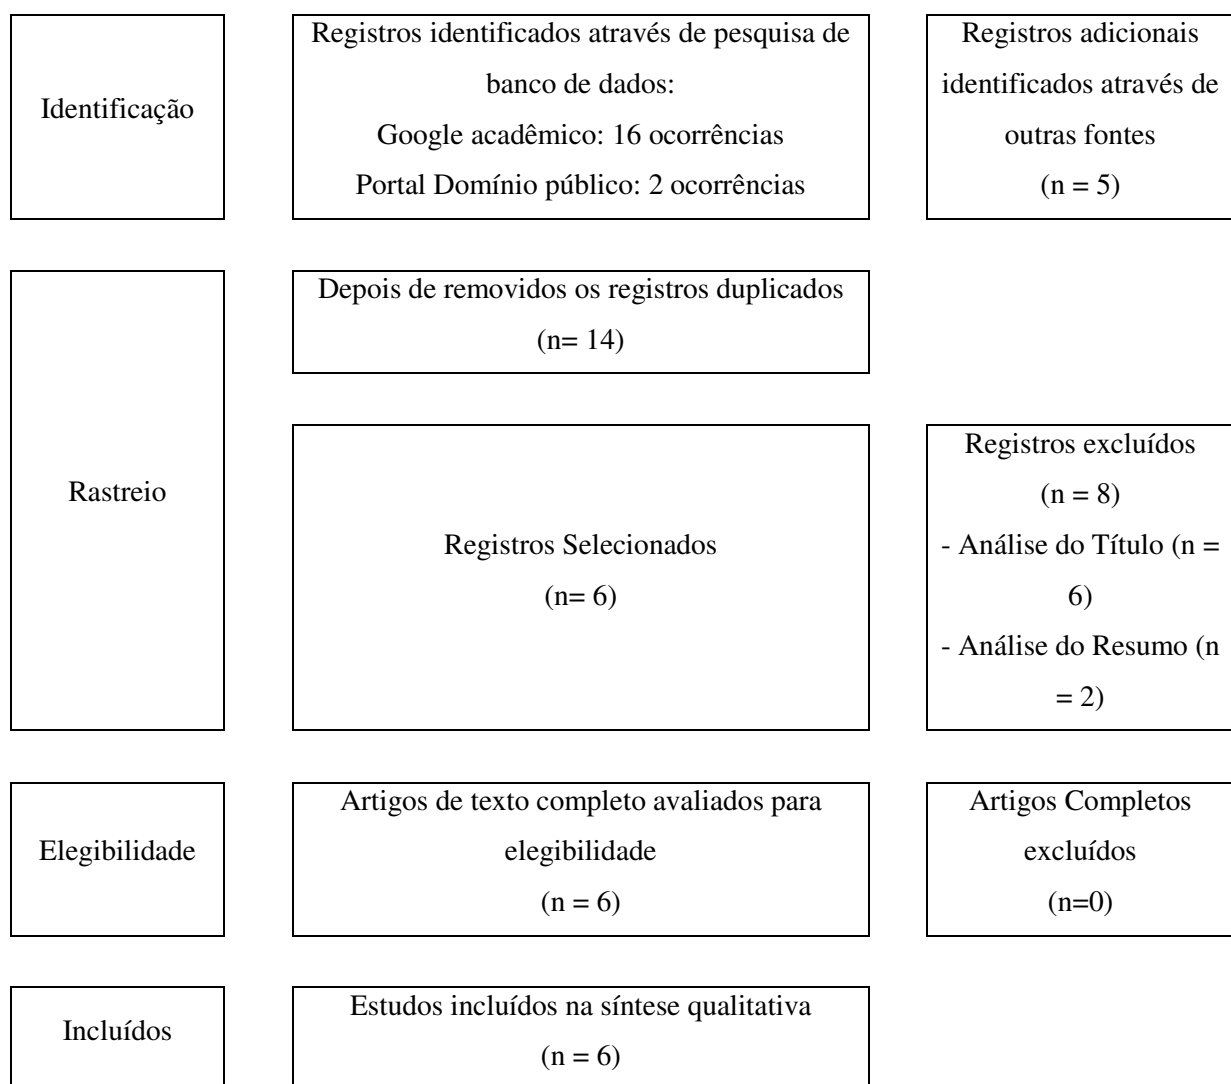 Identificação
Registros identificados através de pesquisa de
banco de dados:
Google acadêmico: 16 ocorrências
Portal Domínio público: 2 ocorrências
Registros adicionais
identificados através de
outras fontes
(n = 5)
Rastreio
Depois de removidos os registros duplicados
(n= 14)
Registros Selecionados
(n= 6)
Registros excluídos
(n = 8)
- Análise do Título (n =
6)
- Análise do Resumo (n
= 2)
Elegibilidade
Artigos de texto completo avaliados para
elegibilidade
(n = 6)
Artigos Completos
excluídos
(n=0)
Incluídos
Estudos incluídos na síntese qualitativa
(n = 6)